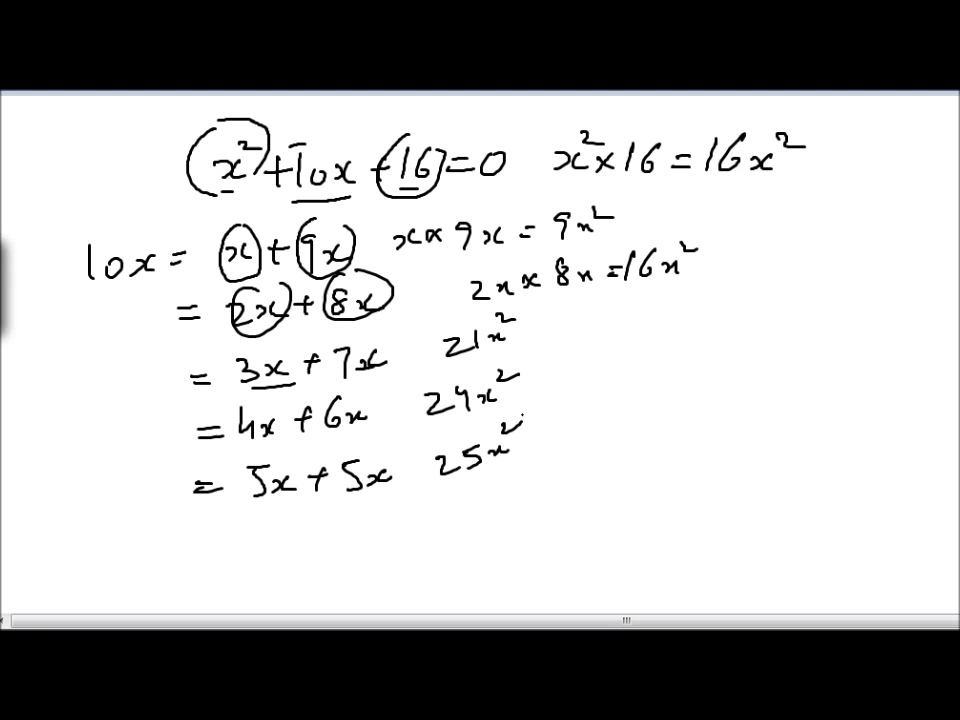 x² + 10x + 16 = 0 x² × 16 = 16x²
10x = x + 9x x × 9x = 9x²
= 2x + 8x 2x × 8x = 16x²
= 3x + 7x 21x²
= 4x + 6x 24x²
= 5x + 5x 25x²